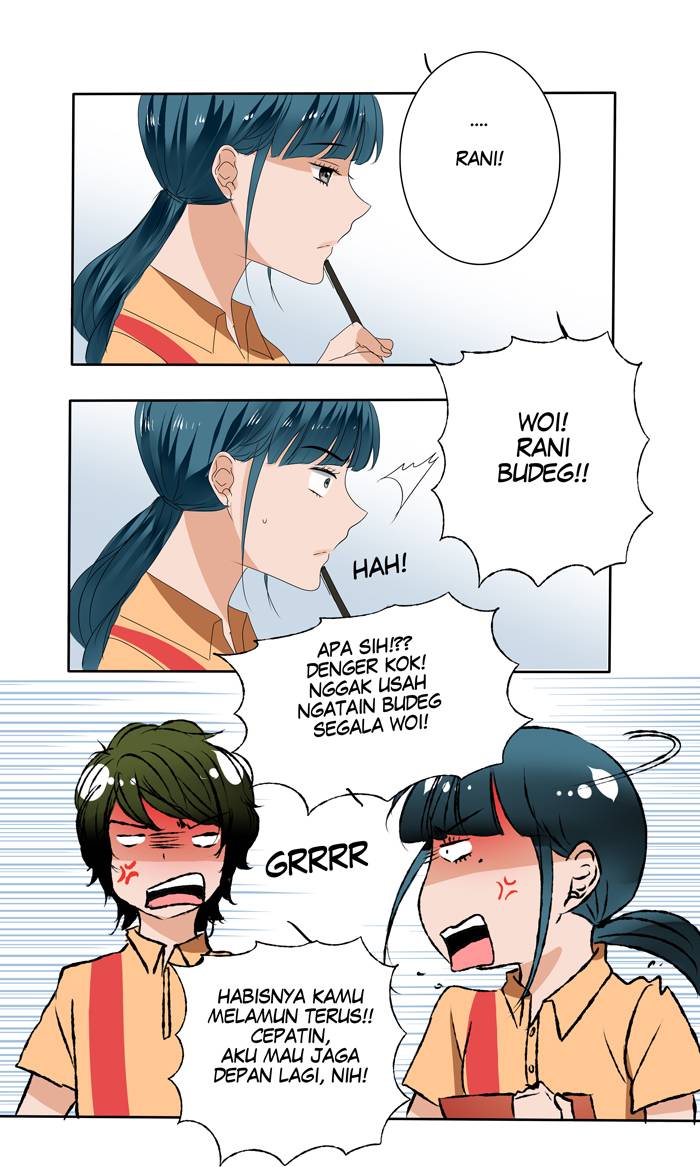 ....
RANI!
WOI!
RANI
BUDEG!!
HAH!
APA SIH!??
DENGER KOK!
NGGAK USAH
NGATAIN BUDEG
SEGALA WOI!
GRRRR
HABISNYA KAMU
MELAMUN TERUS!!
CEPATIN,
AKU MAU JAGA
DEPAN LAGI, NIH!